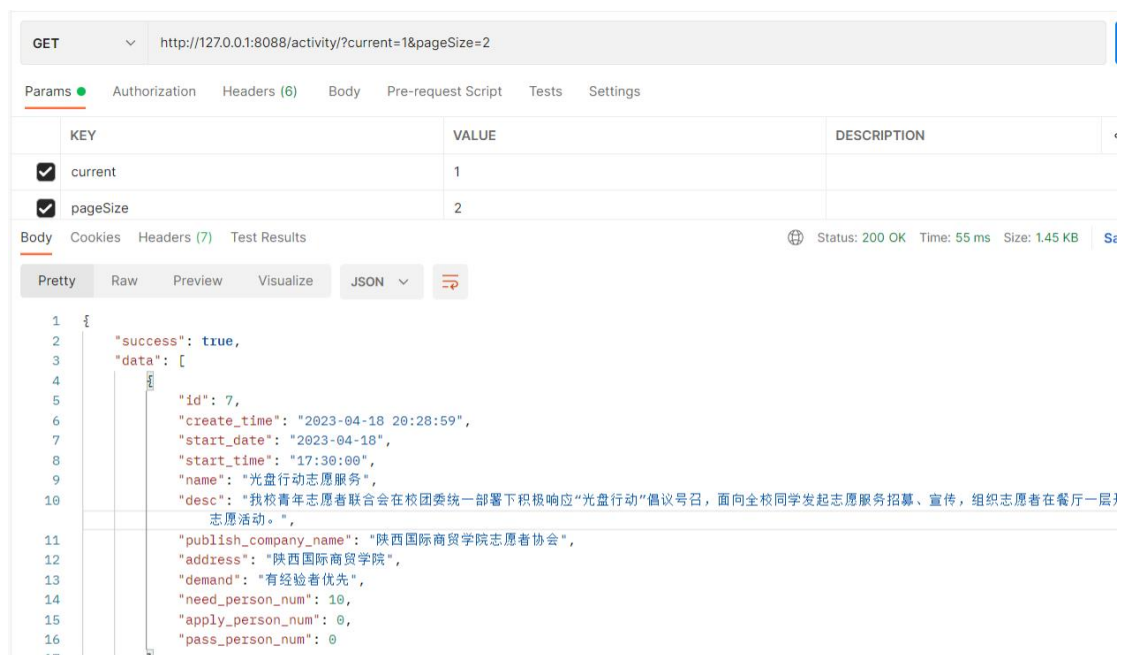 GET http://127.0.0.1:8088/activity/?current=1&pageSize=2
Params Authorization Headers (6) Body Pre-request Script Tests Settings
KEY VALUE DESCRIPTION
current 1
pageSize 2
Body Cookies Headers (7) Test Results Status: 200 OK Time: 55 ms Size: 1.45 KB
Pretty Raw Preview Visualize JSON
1 {
2 "success": true,
3 "data": [
4 {
5 "id": 7,
6 "create_time": "2023-04-18 20:28:59",
7 "start_date": "2023-04-18",
8 "start_time": "17:30:00",
9 "name": "光盘行动志愿服务",
10 "desc": "我校青年志愿者联合会在校团委统一部署下积极响应“光盘行动”倡议号召，面向全校同学发起志愿服务招募、宣传，组织志愿者在餐厅一层
志愿活动。",
11 "publish_company_name": "陕西国际商贸学院志愿者协会",
12 "address": "陕西国际商贸学院",
13 "demand": "有经验者优先",
14 "need_person_num": 10,
15 "apply_person_num": 0,
16 "pass_person_num": 0